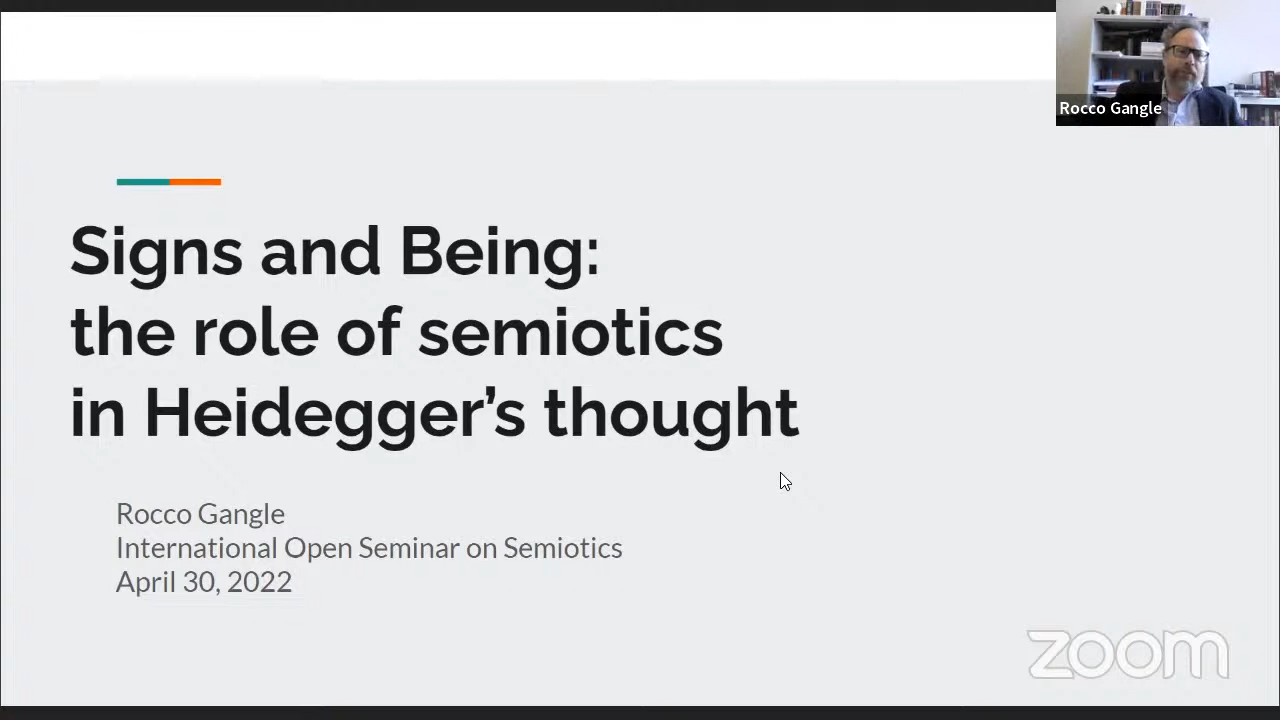 Rocco Gangle
Signs and Being:
the role of semiotics
in Heidegger’s thought
Rocco Gangle
International Open Seminar on Semiotics
April 30, 2022
zoom